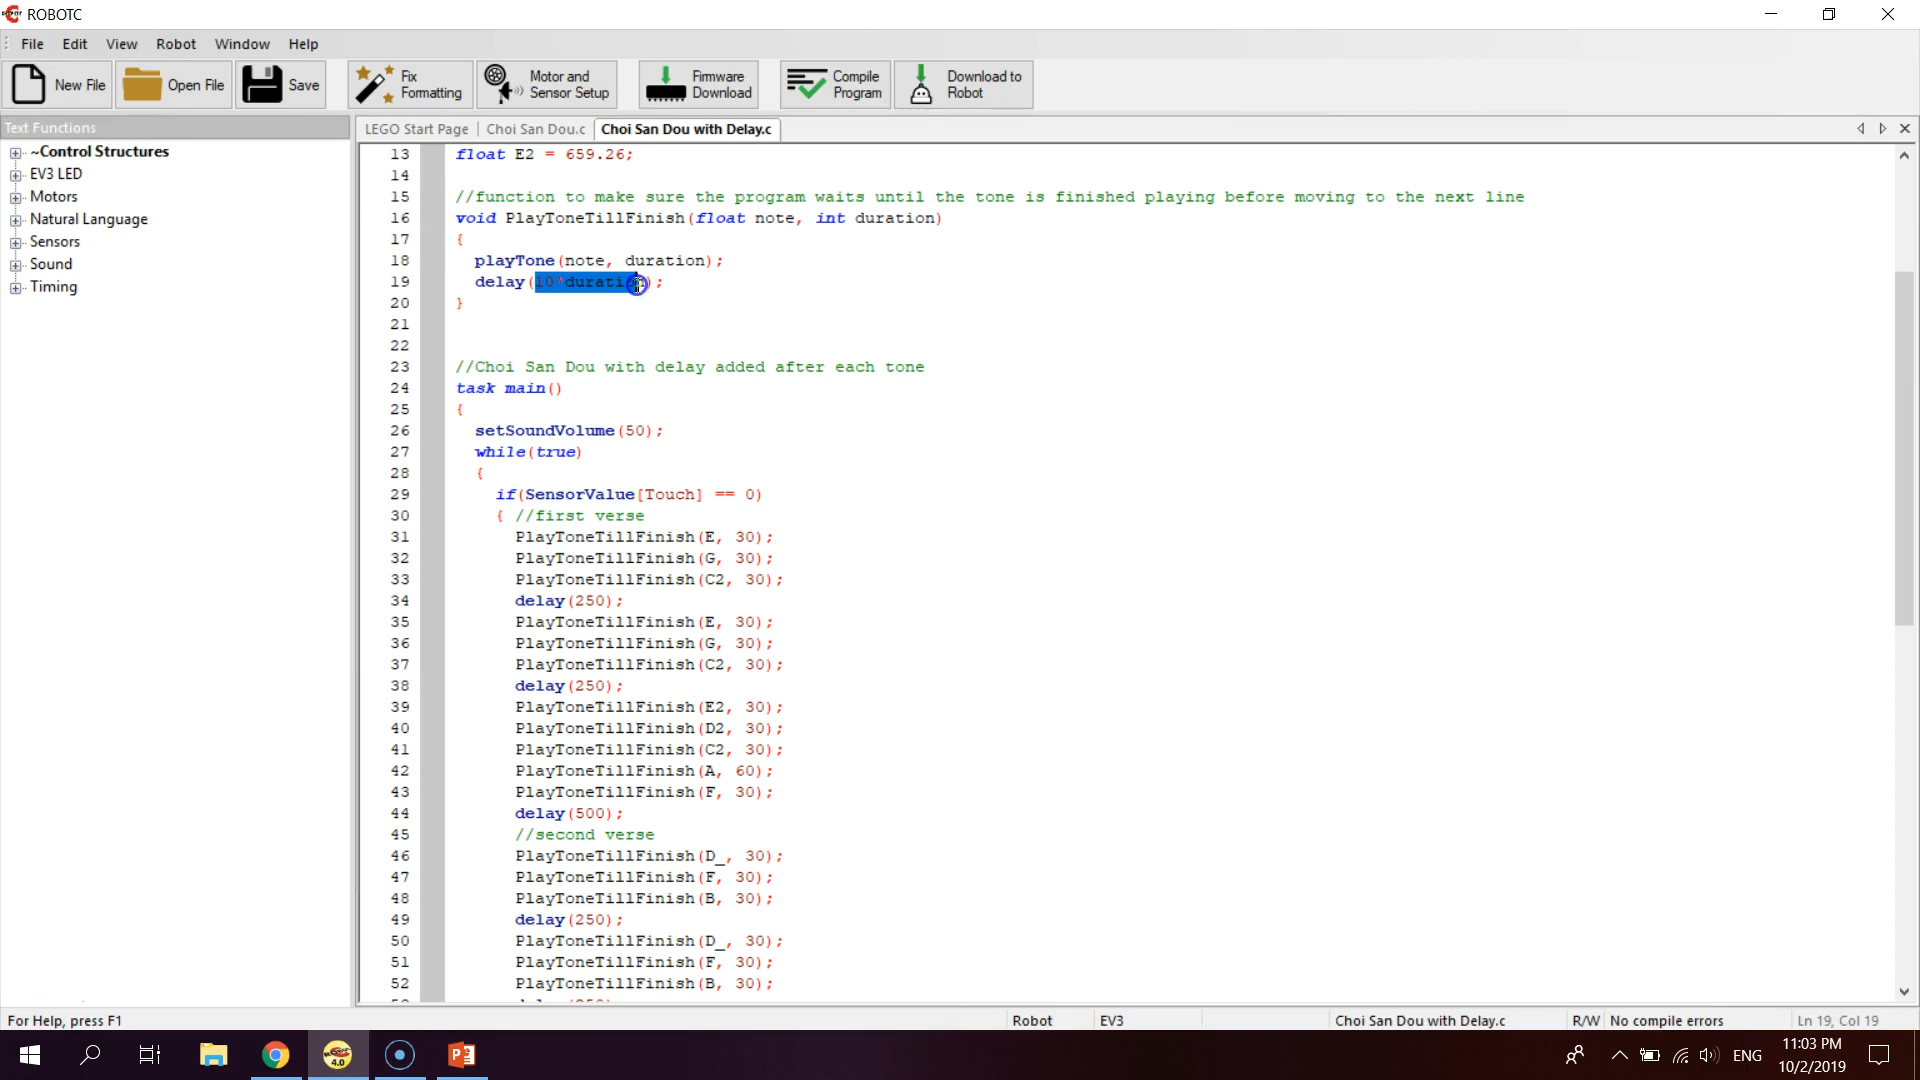 ROBOTC
File Edit View Robot Window Help
New File Open File Save Fix Formatting Motor and Sensor Setup Firmware Download Compile Program Download to Robot
Text Functions
~Control Structures
EV3 LED
Motors
Natural Language
Sensors
Sound
Timing
LEGO Start Page Choi San Dou.c Choi San Dou with Delay.c
13 float E2 = 659.26;
14
15 //function to make sure the program waits until the tone is finished playing before moving to the next line
16 void PlayToneTillFinish(float note, int duration)
17 {
18 playTone(note, duration);
19 delay(10*duration);
20 }
21
22
23 //Choi San Dou with delay added after each tone
24 task main()
25 {
26 setSoundVolume(50);
27 while(true)
28 {
29 if(SensorValue[Touch] == 0)
30 { //first verse
31 PlayToneTillFinish(E, 30);
32 PlayToneTillFinish(G, 30);
33 PlayToneTillFinish(C2, 30);
34 delay(250);
35 PlayToneTillFinish(E, 30);
36 PlayToneTillFinish(G, 30);
37 PlayToneTillFinish(C2, 30);
38 delay(250);
39 PlayToneTillFinish(E2, 30);
40 PlayToneTillFinish(D2, 30);
41 PlayToneTillFinish(C2, 30);
42 PlayToneTillFinish(A, 60);
43 PlayToneTillFinish(F, 30);
44 delay(500);
45 //second verse
46 PlayToneTillFinish(D_, 30);
47 PlayToneTillFinish(F, 30);
48 PlayToneTillFinish(B, 30);
49 delay(250);
50 PlayToneTillFinish(D_, 30);
51 PlayToneTillFinish(F, 30);
52 PlayToneTillFinish(B, 30);
For Help, press F1 Robot EV3 Choi San Dou with Delay.c R/W No compile errors Ln 19, Col 19
ENG 11:03 PM
10/2/2019